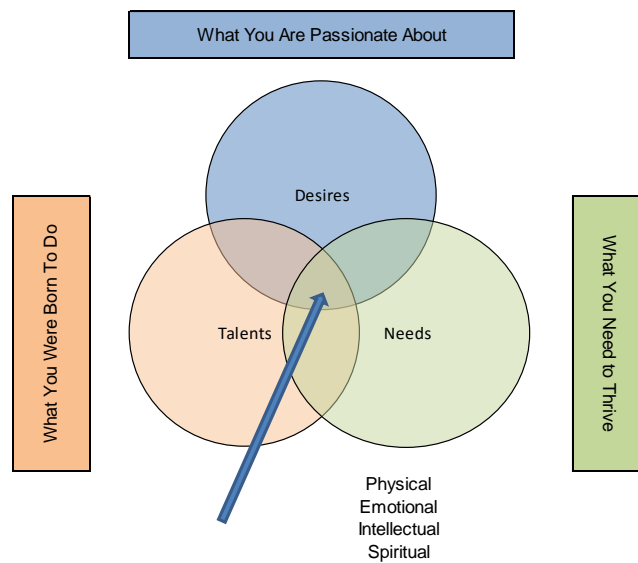 What You Are Passionate About
Desires
What You Were Born To Do
Talents
Needs
What You Need to Thrive
Physical
Emotional
Intellectual
Spiritual